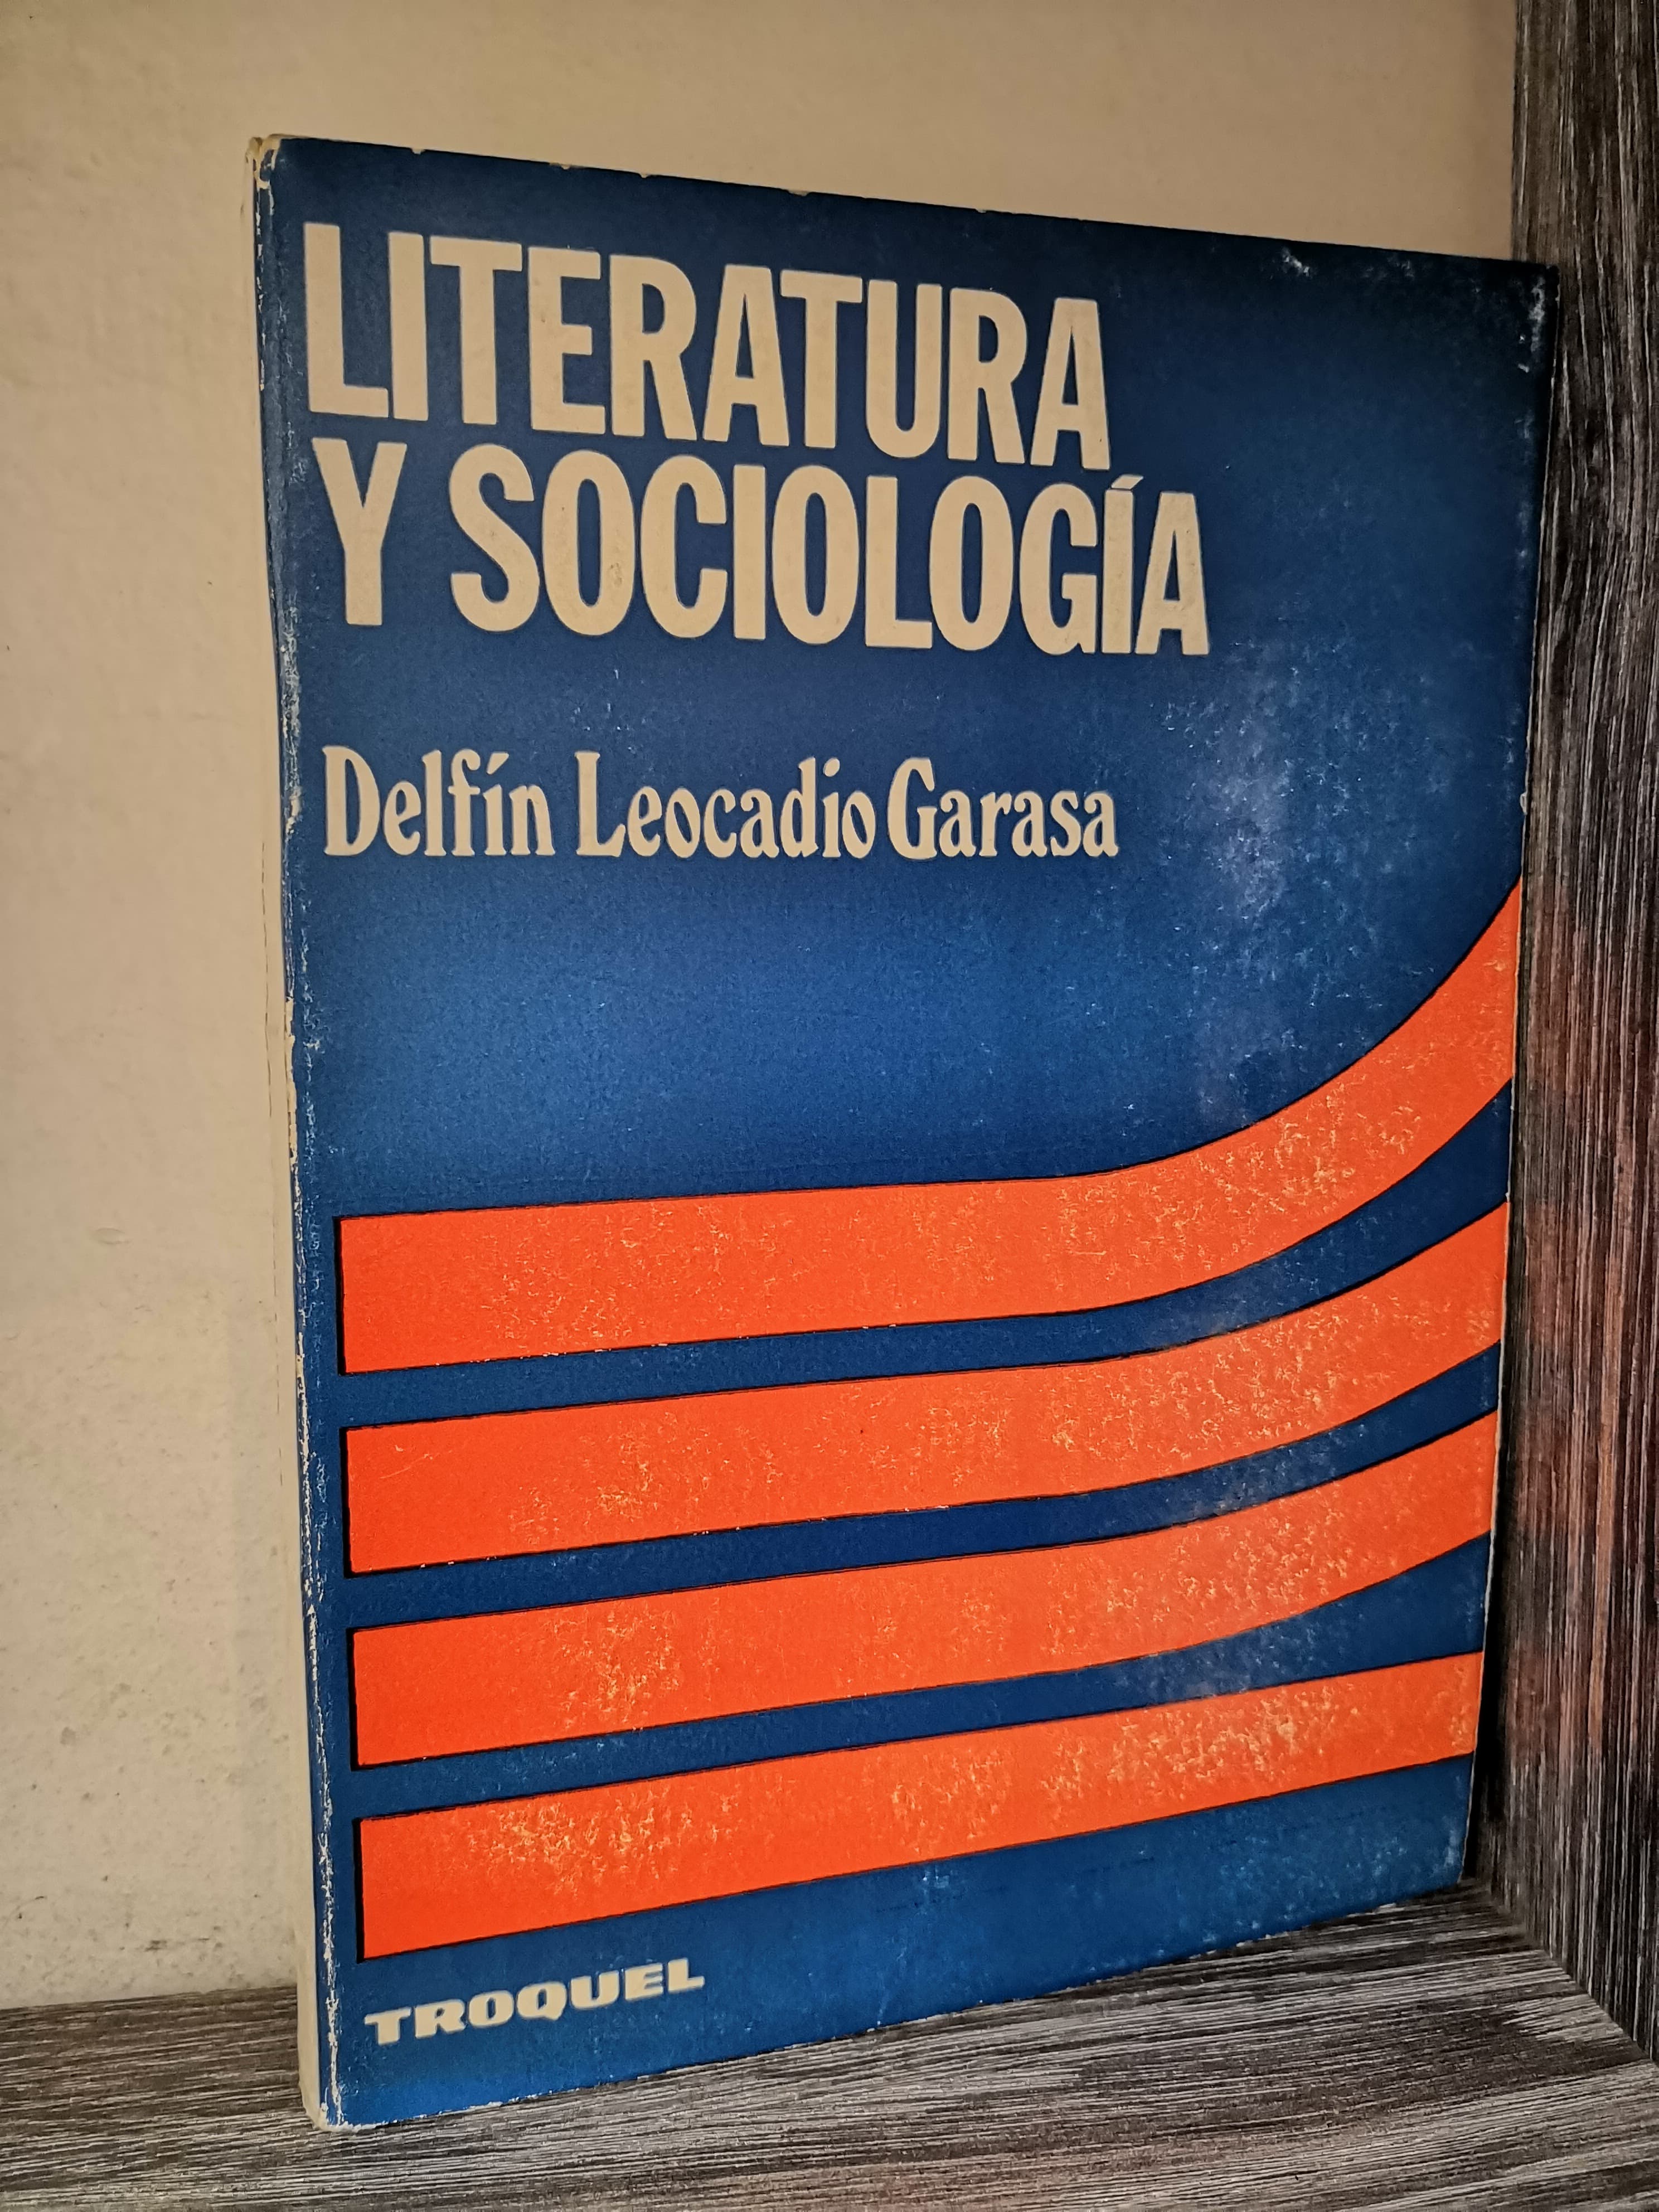 LITERATURA
Y SOCIOLOGÍA
Delfín Leocadio Garasa
TROQUEL